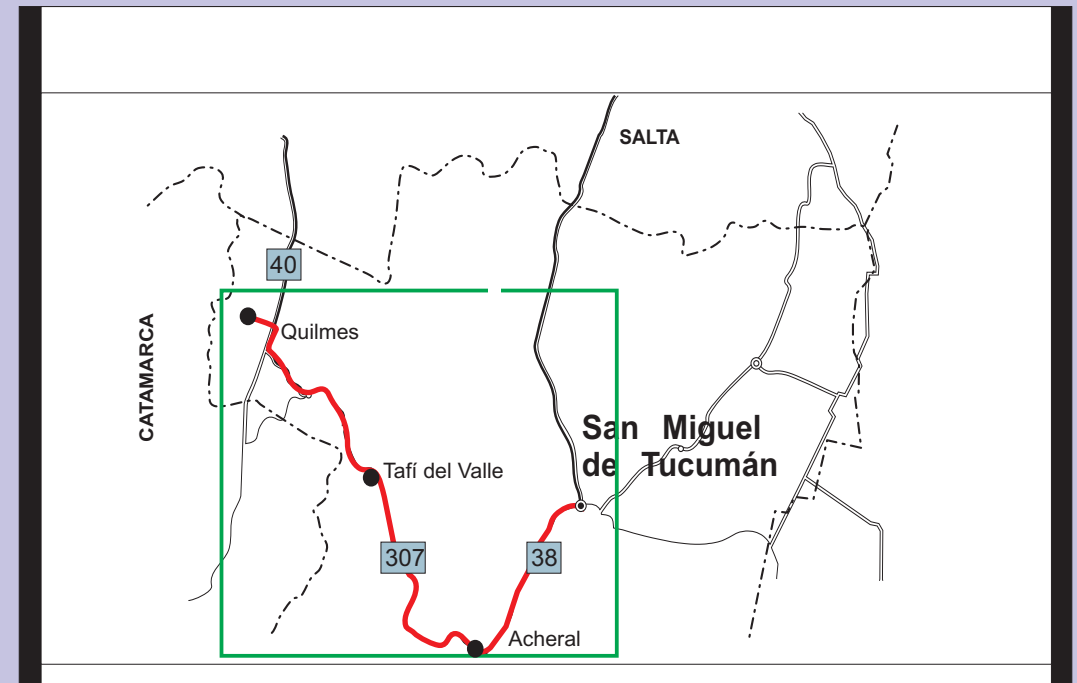 SALTA
40
CATAMARCA
Quilmes
San Miguel
de Tucumán
Tafí del Valle
307
38
Acheral